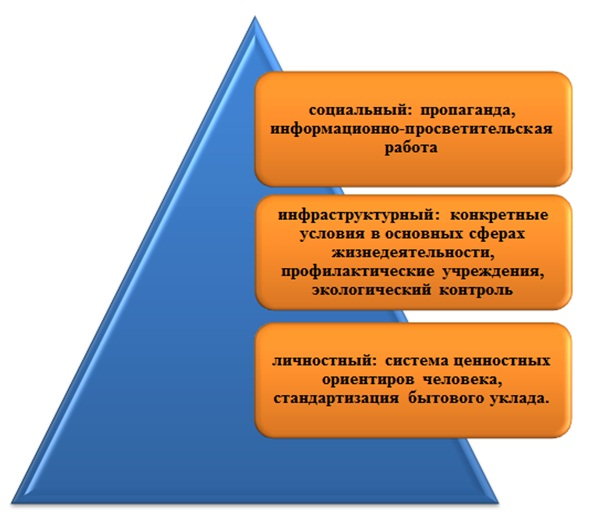 социальный: пропаганда,
информационно-просветительская
работа
инфраструктурный: конкретные
условия в основных сферах
жизнедеятельности,
профилактические учреждения,
экологический контроль
личностный: система ценностных
ориентиров человека,
стандартизация бытового уклада.